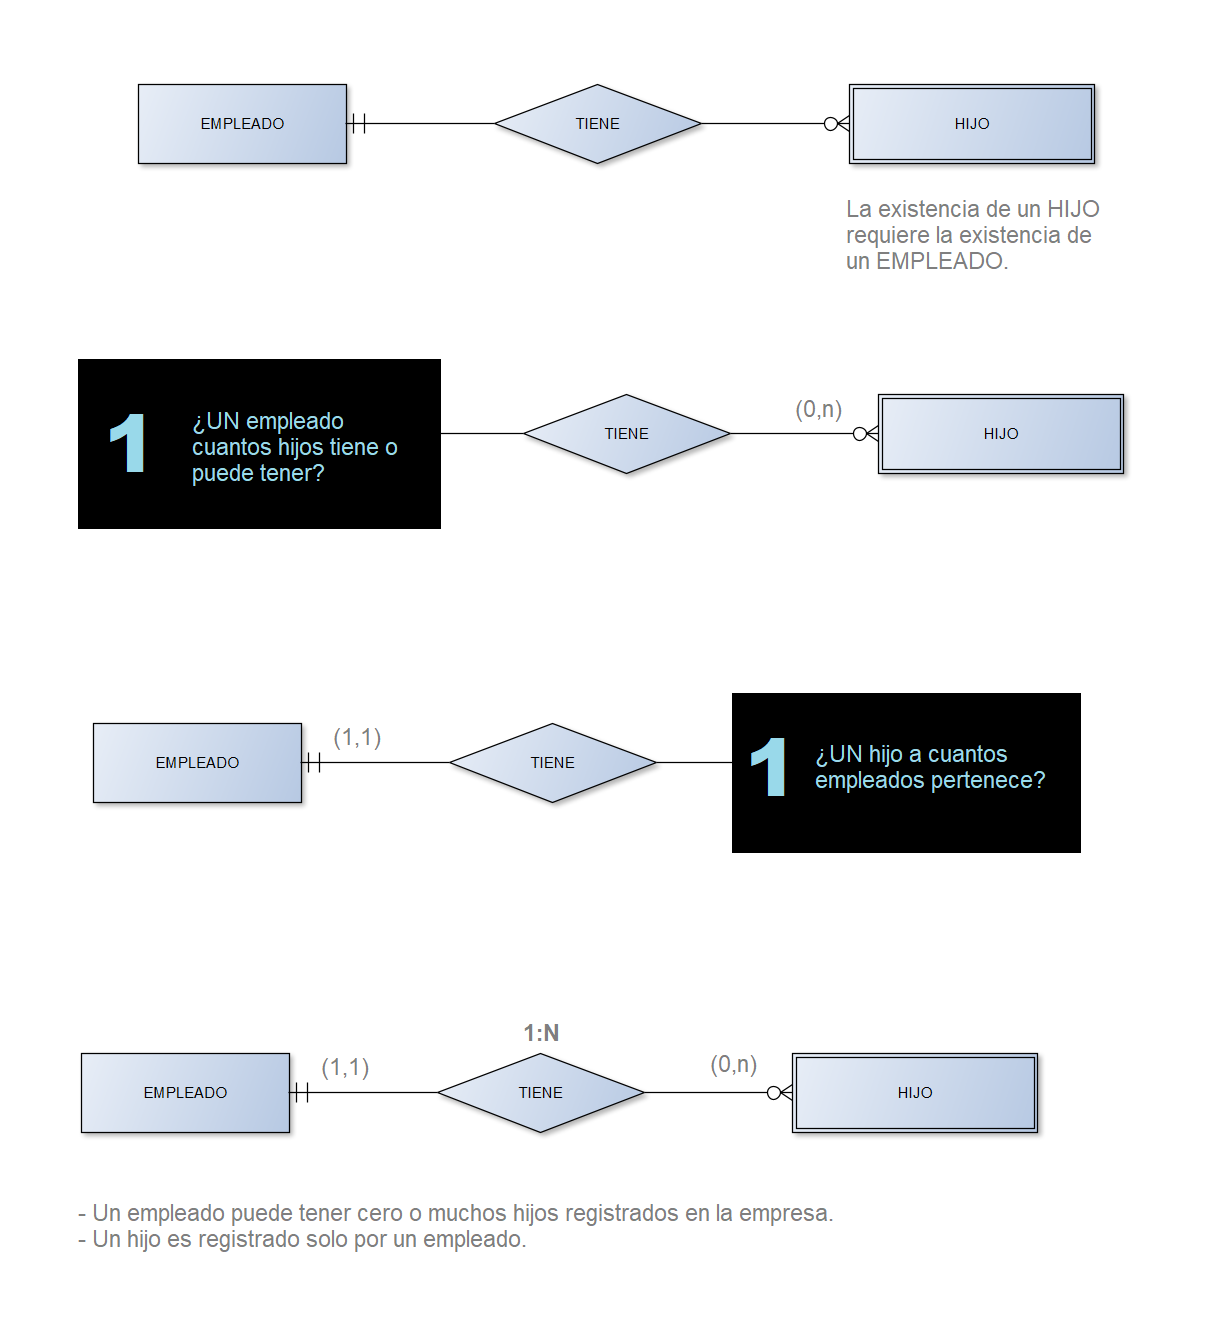 EMPLEADO
TIENE
HIJO
La existencia de un HIJO
requiere la existencia de
un EMPLEADO.
1
¿UN empleado
cuantos hijos tiene o
puede tener?
TIENE
(0,n)
HIJO
EMPLEADO
(1,1)
TIENE
1
¿UN hijo a cuantos
empleados pertenece?
1:N
EMPLEADO
(1,1)
TIENE
(0,n)
HIJO
- Un empleado puede tener cero o muchos hijos registrados en la empresa.
- Un hijo es registrado solo por un empleado.